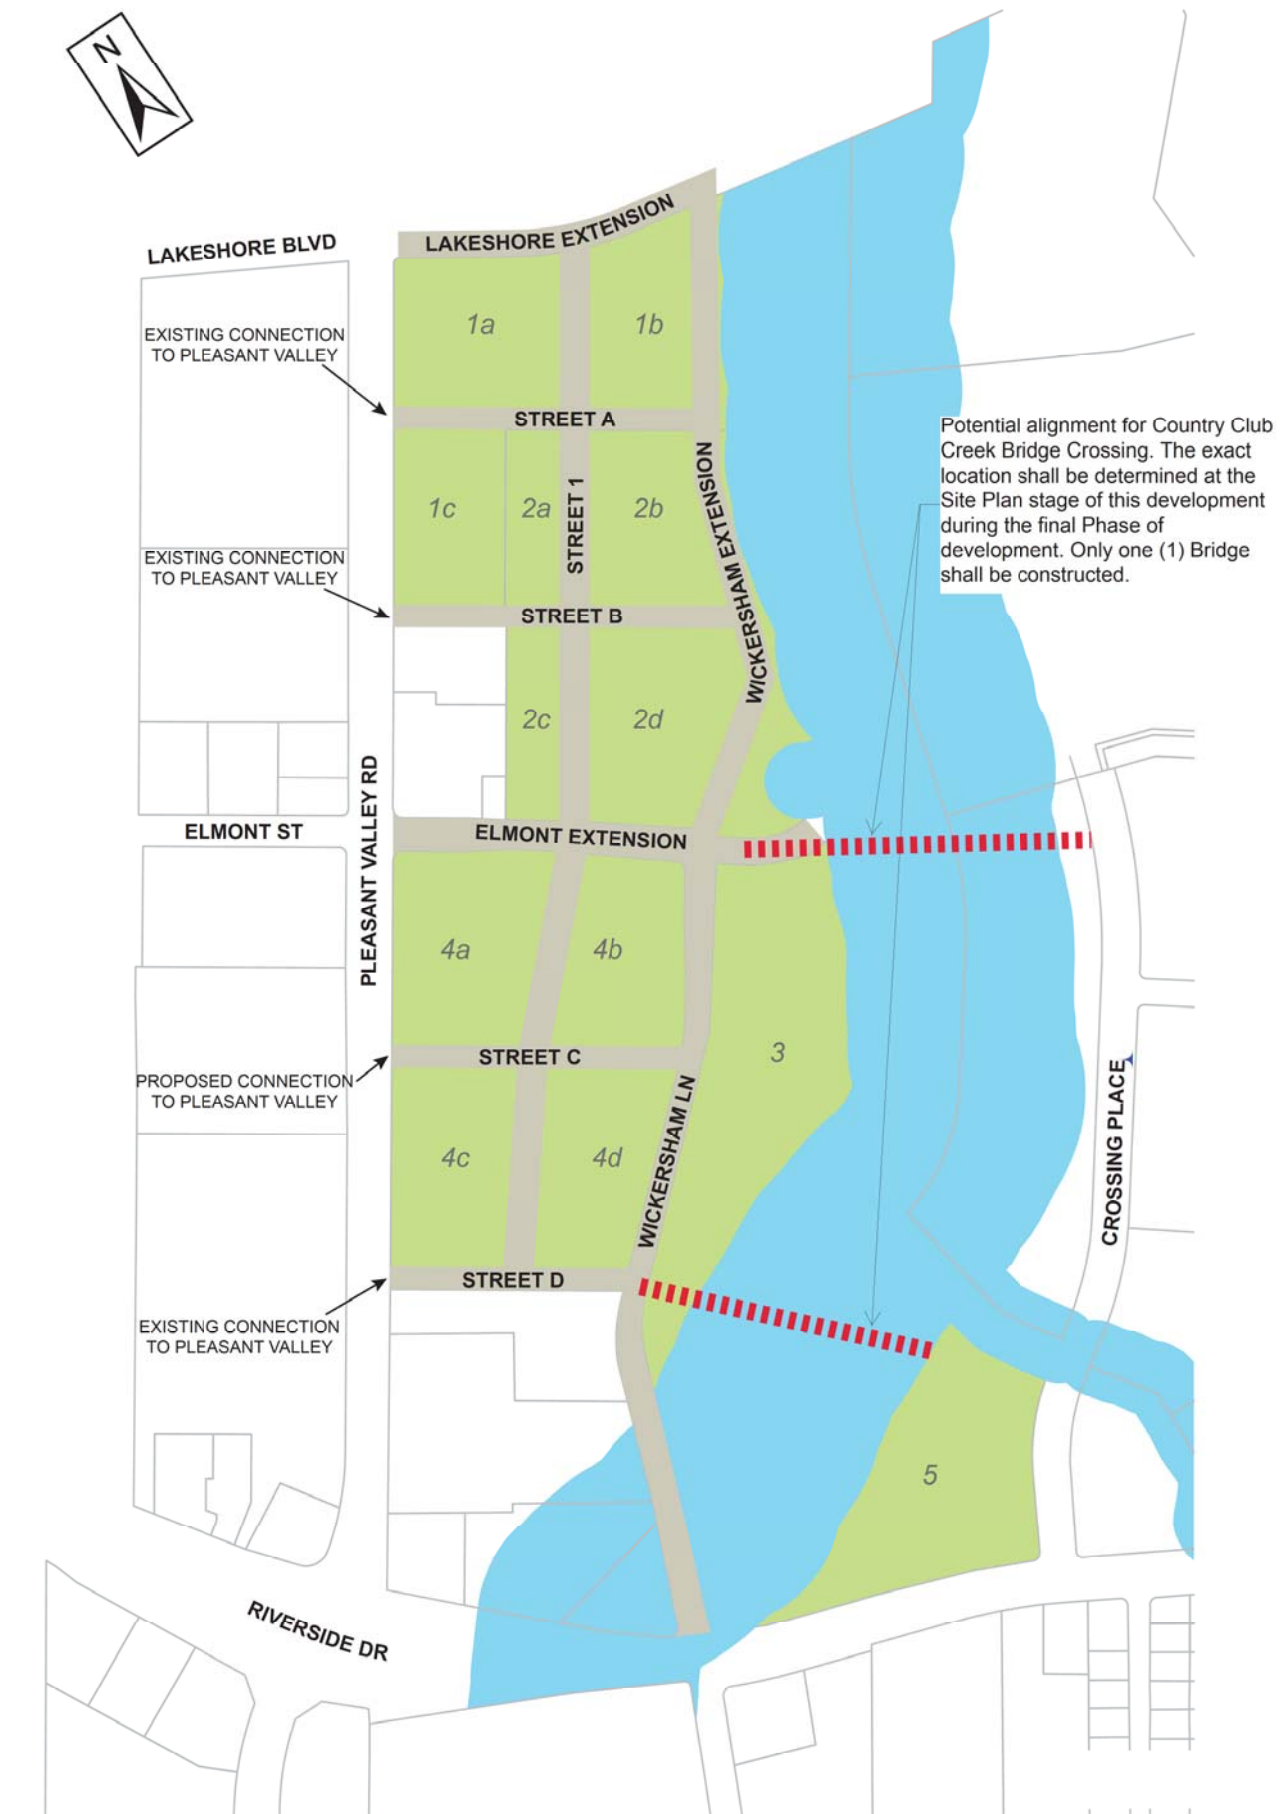 N
LAKESHORE BLVD
LAKESHORE EXTENSION
1a
1b
EXISTING CONNECTION
TO PLEASANT VALLEY
STREET A
Potential alignment for Country Club
Creek Bridge Crossing. The exact
location shall be determined at the
Site Plan stage of this development
during the final Phase of
development. Only one (1) Bridge
shall be constructed.
1c
2a
STREET 1
2b
WICKERSHAM EXTENSION
EXISTING CONNECTION
TO PLEASANT VALLEY
STREET B
WICKERSHAM EXTENSION
2c
2d
PLEASANT VALLEY RD
ELMONT ST
ELMONT EXTENSION
4a
4b
3
STREET C
PROPOSED CONNECTION
TO PLEASANT VALLEY
WICKERSHAM LN
CROSSING PLACE
4c
4d
STREET D
EXISTING CONNECTION
TO PLEASANT VALLEY
5
RIVERSIDE DR